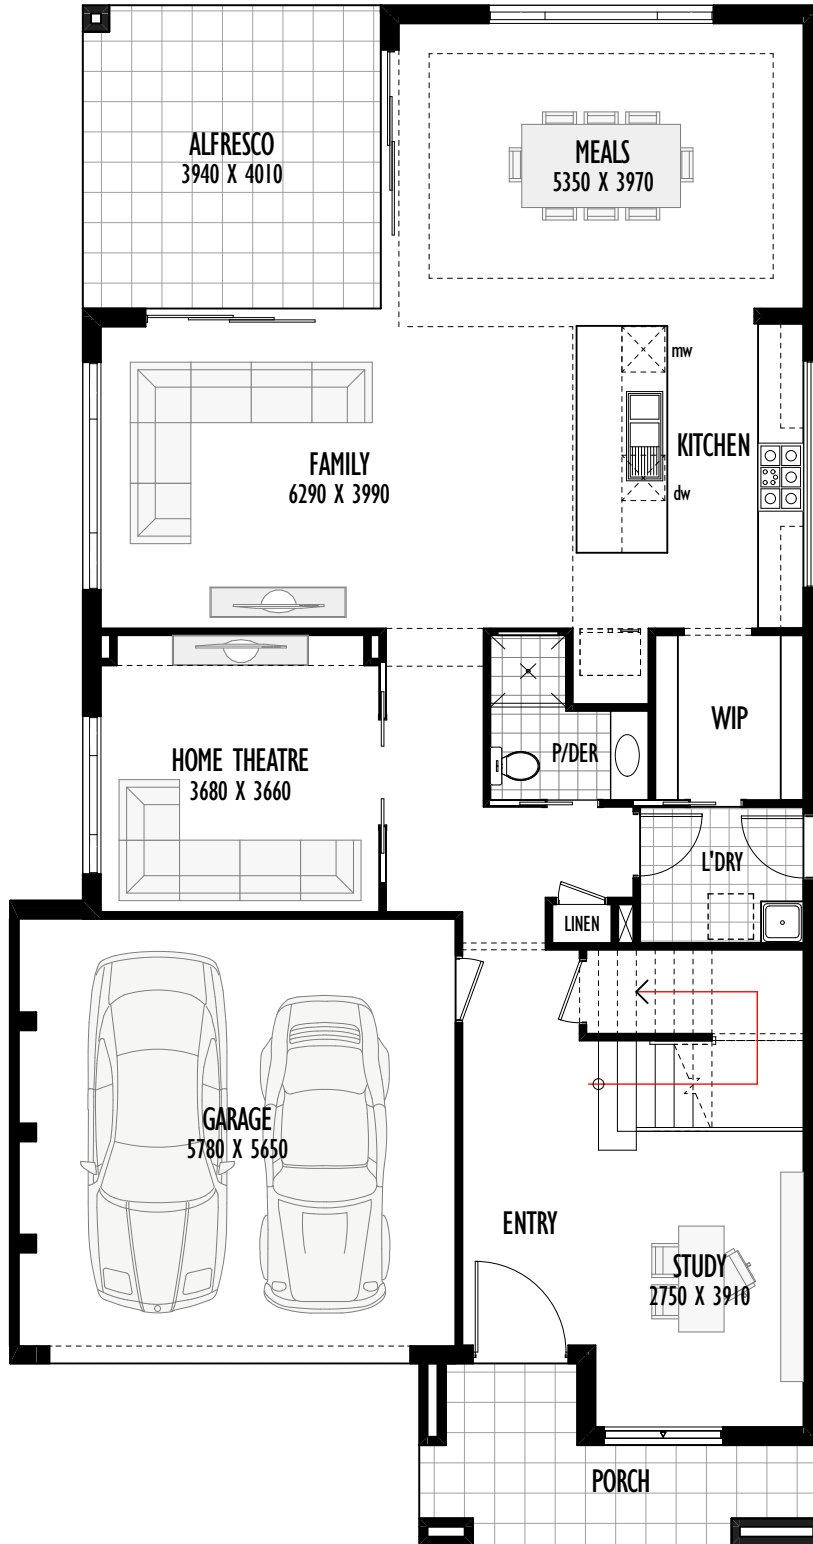 ALFRESCO
3940 X 4010
MEALS
5350 X 3970
mw
KITCHEN
FAMILY
6290 X 3990
dw
WIP
P/DER
HOME THEATRE
3680 X 3660
L'DRY
LINEN
GARAGE
5780 X 5650
ENTRY
STUDY
2750 X 3910
PORCH